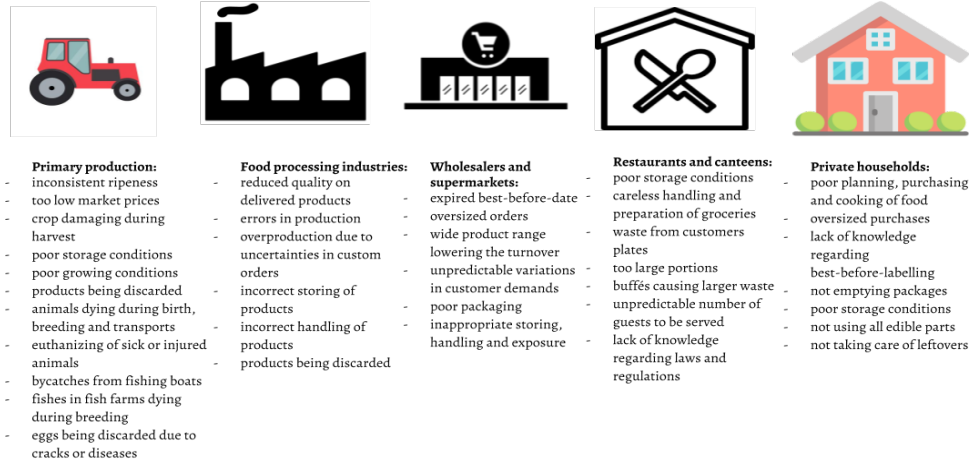 Primary production:
- inconsistent ripeness
- too low market prices
- crop damaging during
harvest
- poor storage conditions
- poor growing conditions
- products being discarded
- animals dying during birth,
breeding and transports
- euthanizing of sick or injured
animals
- bycatches from fishing boats
- fishes in fish farms dying
during breeding
- eggs being discarded due to
cracks or diseases
Food processing industries:
- reduced quality on
delivered products
- errors in production
- overproduction due to
uncertainties in custom
orders
- incorrect storing of
products
- incorrect handling of
products
- products being discarded
Wholesalers and
supermarkets:
- expired best-before-date
- oversized orders
- wide product range
lowering the turnover
- unpredictable variations
in customer demands
- poor packaging
- inappropriate storing,
handling and exposure
Restaurants and canteens:
- poor storage conditions
- careless handling and
preparation of groceries
- waste from customers
plates
- too large portions
- buffés causing larger waste
- unpredictable number of
guests to be served
- lack of knowledge
regarding laws and
regulations
Private households:
- poor planning, purchasing
and cooking of food
- oversized purchases
- lack of knowledge
regarding
best-before-labelling
- not emptying packages
- poor storage conditions
- not using all edible parts
- not taking care of leftovers